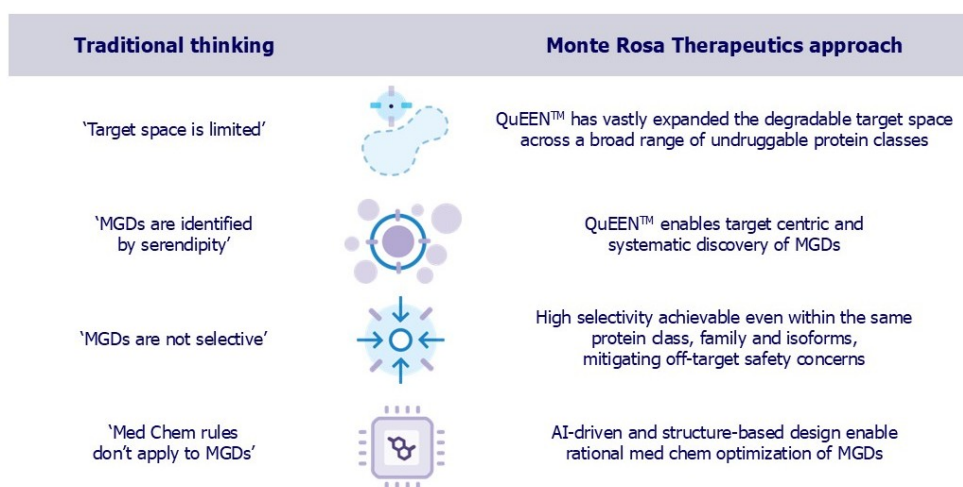 Traditional thinking
Monte Rosa Therapeutics approach
‘Target space is limited’
QuEEN™ has vastly expanded the degradable target space
across a broad range of undruggable protein classes
‘MGDs are identified
by serendipity’
QuEEN™ enables target centric and
systematic discovery of MGDs
‘MGDs are not selective’
High selectivity achievable even within the same
protein class, family and isoforms,
mitigating off-target safety concerns
‘Med Chem rules
don’t apply to MGDs’
AI-driven and structure-based design enable
rational med chem optimization of MGDs